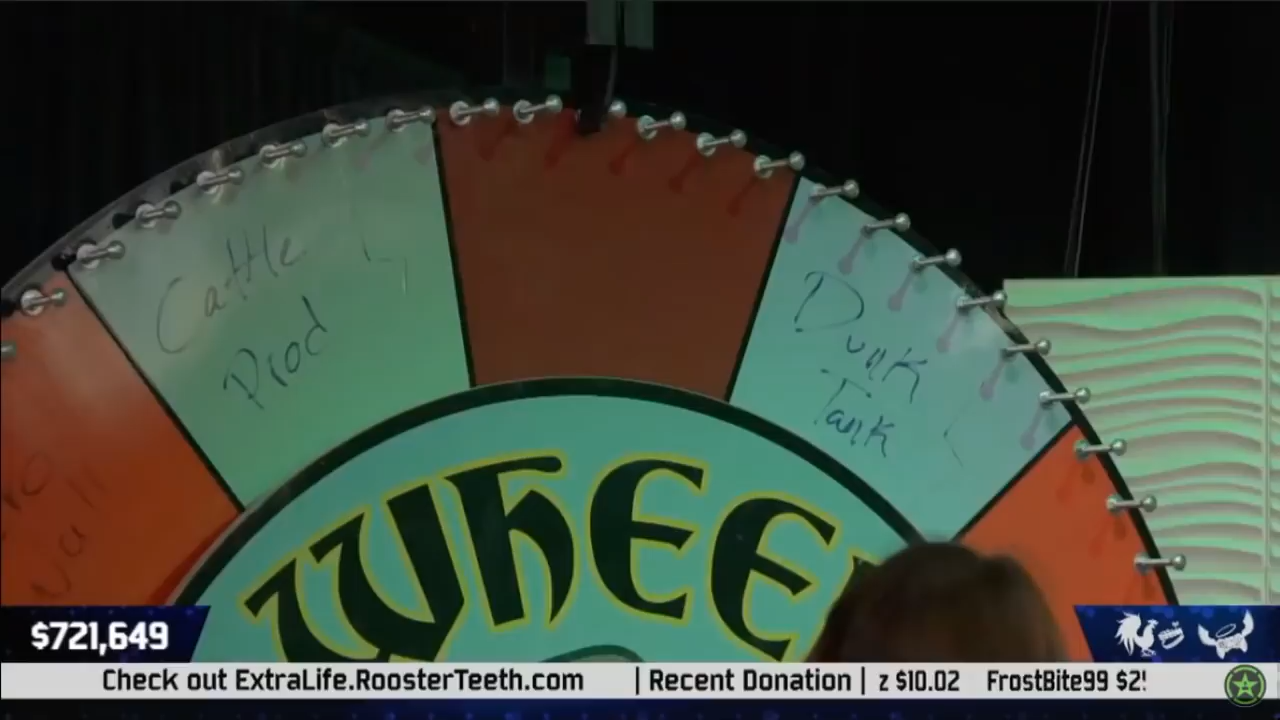 Cattle
Prod
Dunk
Tank
WHEE
$721,649
Check out ExtraLife.RoosterTeeth.com | Recent Donation | z $10.02 FrostBite99